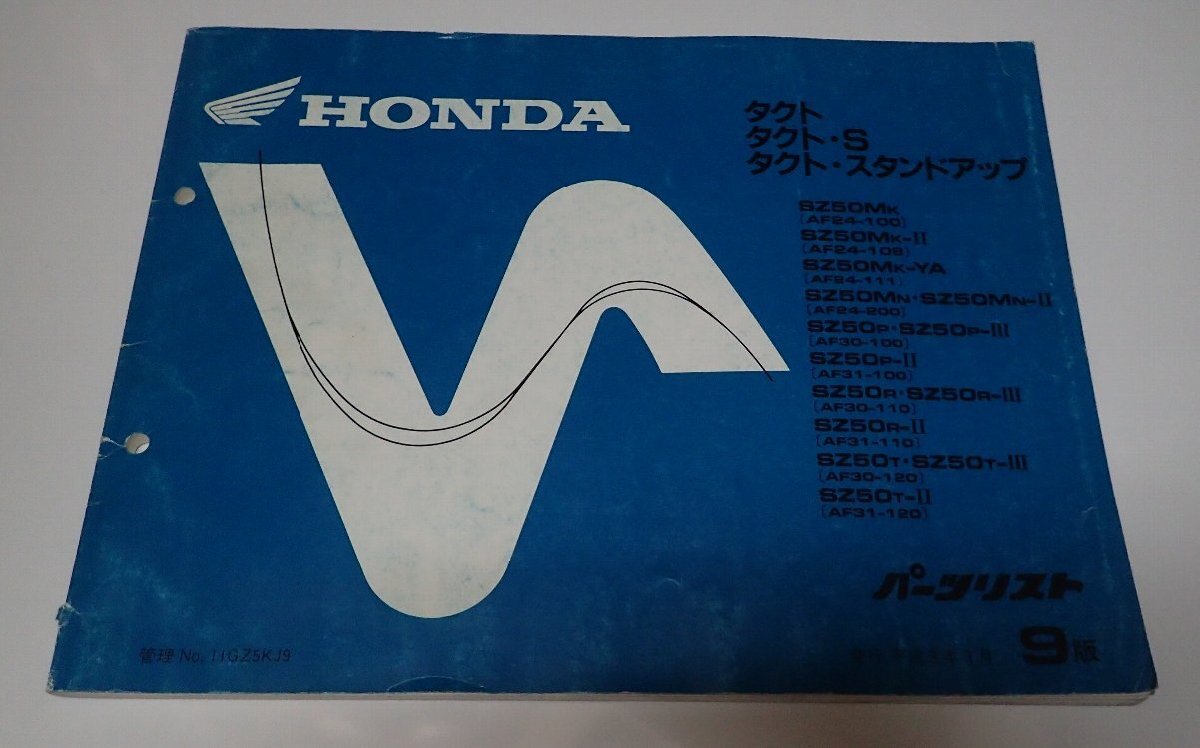 HONDA
タクト
タクト・S
タクト・スタンドアップ
SZ50MK
[AF24-100]
SZ50MK-II
[AF24-108]
SZ50MK-YA
[AF24-111]
SZ50MN・SZ50MN-II
[AF24-200]
SZ50P・SZ50P-III
[AF30-100]
SZ50P-II
[AF31-100]
SZ50R・SZ50R-III
[AF30-110]
SZ50R-II
[AF31-110]
SZ50T・SZ50T-III
[AF30-120]
SZ50T-II
[AF31-120]
パーツリスト
9版
管理 No. 11GZ5KJ9